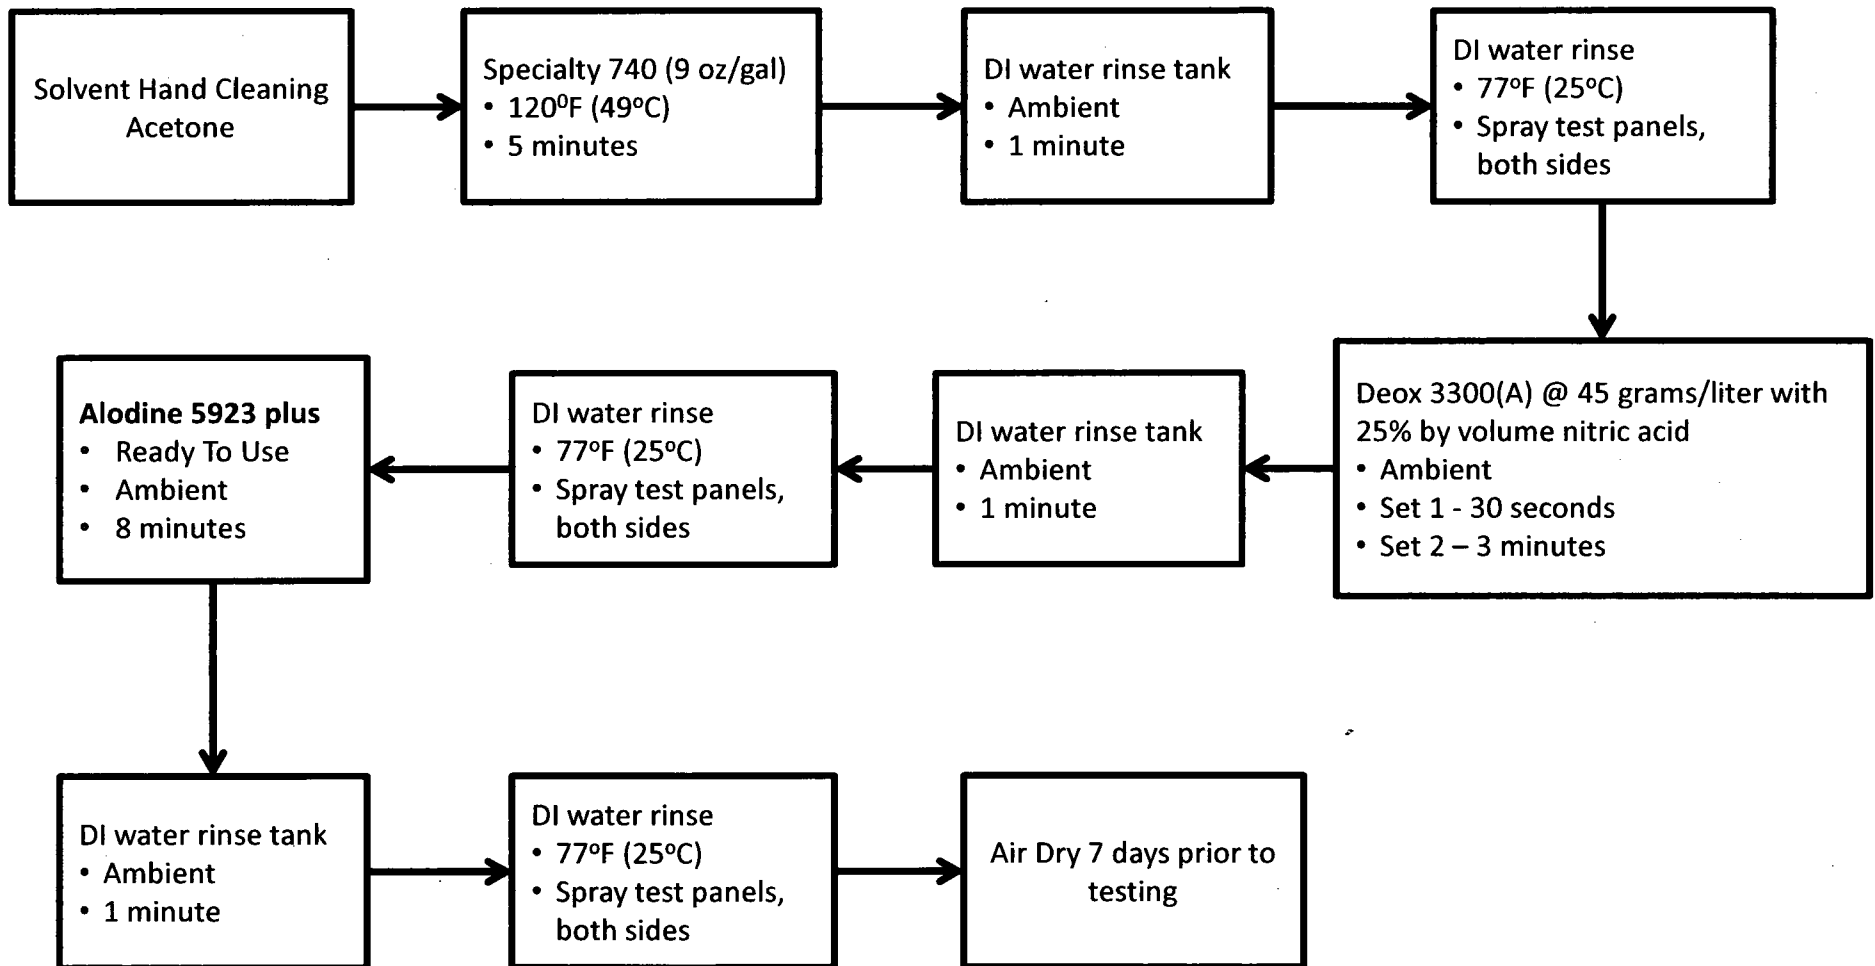 Solvent Hand Cleaning
Acetone
Specialty 740 (9 oz/gal)
• 120⁰F (49ºC)
• 5 minutes
DI water rinse tank
• Ambient
• 1 minute
DI water rinse
• 77ºF (25ºC)
• Spray test panels,
both sides
Deox 3300(A) @ 45 grams/liter with
25% by volume nitric acid
• Ambient
• Set 1 - 30 seconds
• Set 2 – 3 minutes
DI water rinse tank
• Ambient
• 1 minute
DI water rinse
• 77ºF (25ºC)
• Spray test panels,
both sides
Alodine 5923 plus
• Ready To Use
• Ambient
• 8 minutes
DI water rinse tank
• Ambient
• 1 minute
DI water rinse
• 77ºF (25ºC)
• Spray test panels,
both sides
Air Dry 7 days prior to
testing